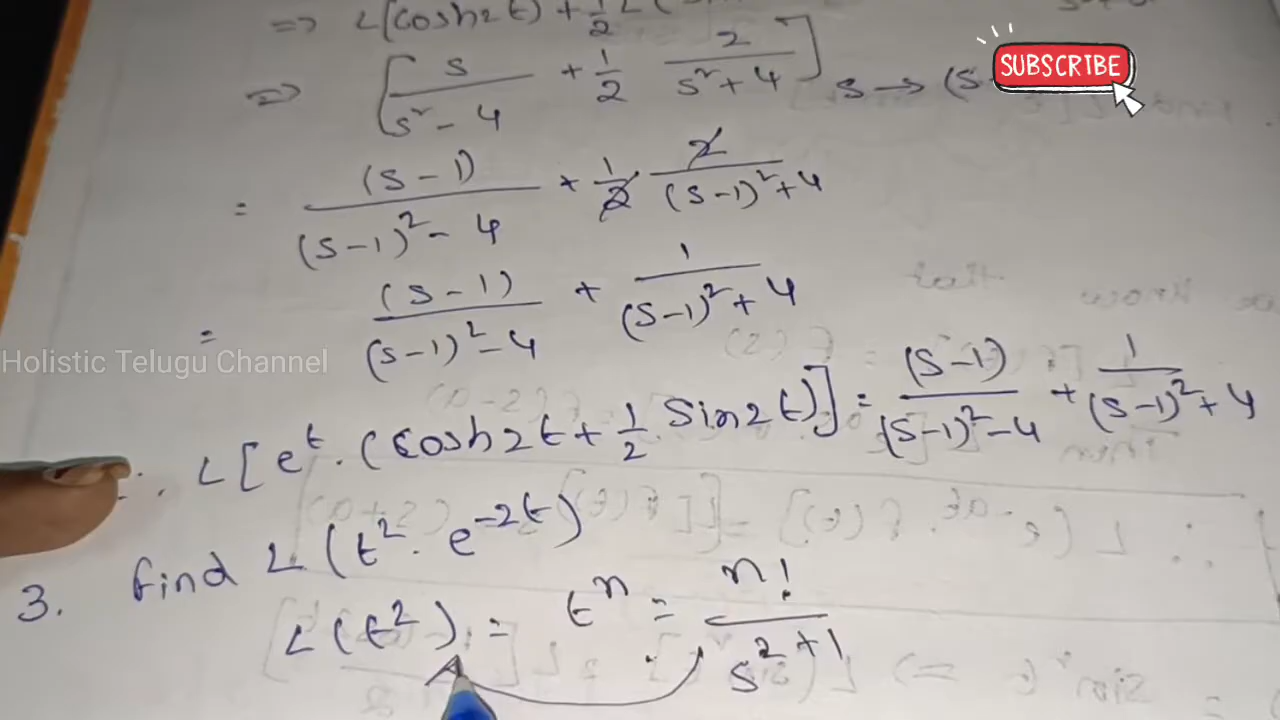 => L[cosh2t) + 1/2 L(
=> [s/(s² - 4) + 1/2 2/(s² + 4)] s → (s-
SUBSCRIBE
= (s-1)/((s-1)² - 4) + 1/2 2/((s-1)² + 4)
= (s-1)/((s-1)² - 4) + 1/((s-1)² + 4)
Holistic Telugu Channel
∴ L[e^t . (cosh2t + 1/2 sin2t)] = (s-1)/((s-1)² - 4) + 1/((s-1)² + 4)
3. find L(t² . e^-2t)
L(t²) = t^n = n!/s^2+1